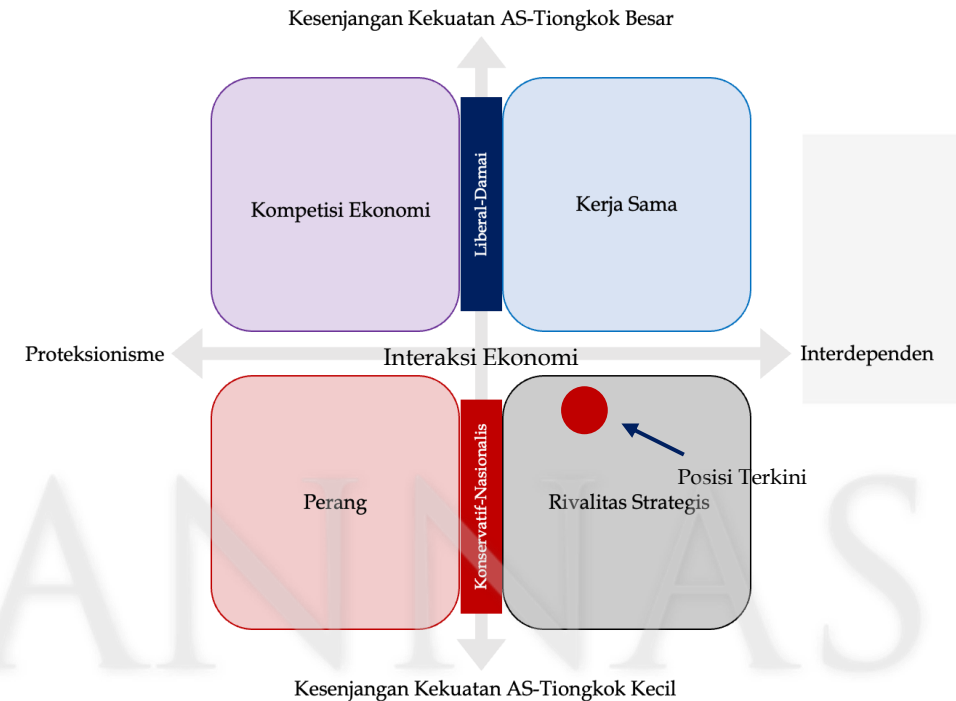 Kesenjangan Kekuatan AS-Tiongkok Besar
Kompetisi Ekonomi
Liberal-Damai
Kerja Sama
Proteksionisme
Interaksi Ekonomi
Interdependen
Perang
Konservatif-Nasionalis
Posisi Terkini
Rivalitas Strategis
Kesenjangan Kekuatan AS-Tiongkok Kecil
ANNAS